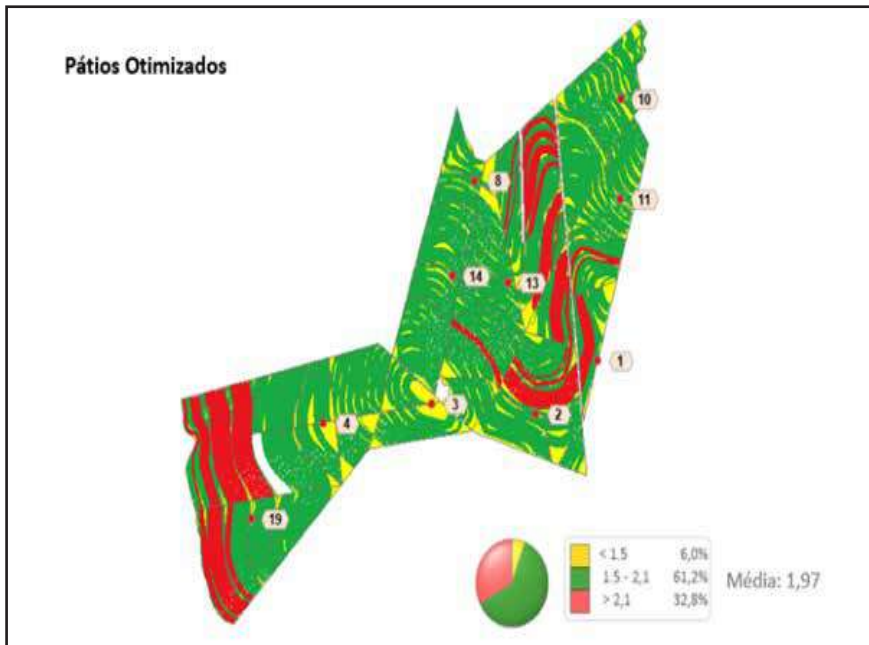 Pátios Otimizados
10
8
11
14
13
1
3
2
4
19
< 1.5 6,0%
1.5 - 2,1 61,2%
> 2,1 32,8%
Média: 1,97